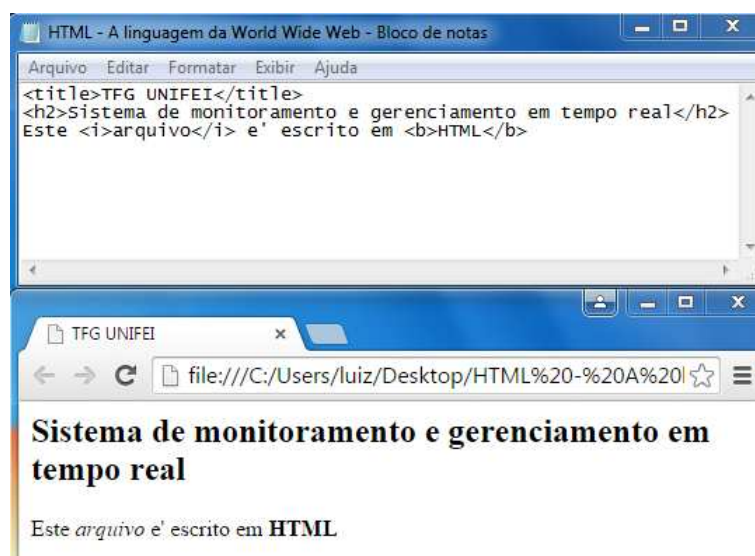 HTML - A linguagem da World Wide Web - Bloco de notas
Arquivo Editar Formatar Exibir Ajuda
<title>TFG UNIFEI</title>
<h2>Sistema de monitoramento e gerenciamento em tempo real</h2>
Este <i>arquivo</i> e' escrito em <b>HTML</b>
TFG UNIFEI
file:///C:/Users/luiz/Desktop/HTML%20-%20A%20l
Sistema de monitoramento e gerenciamento em
tempo real
Este arquivo e' escrito em HTML